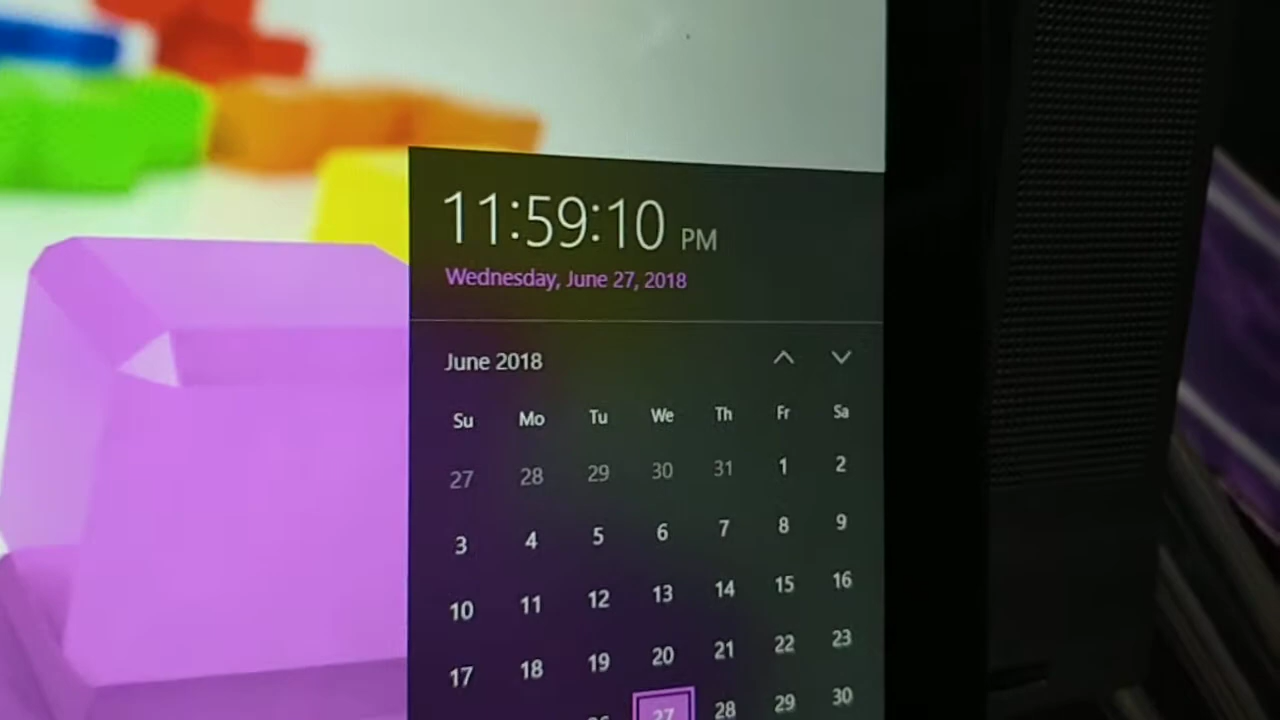 11:59:10 PM
Wednesday, June 27, 2018
June 2018
Su Mo Tu We Th Fr Sa
27 28 29 30 31 1 2
3 4 5 6 7 8 9
10 11 12 13 14 15 16
17 18 19 20 21 22 23
27 28 29 30